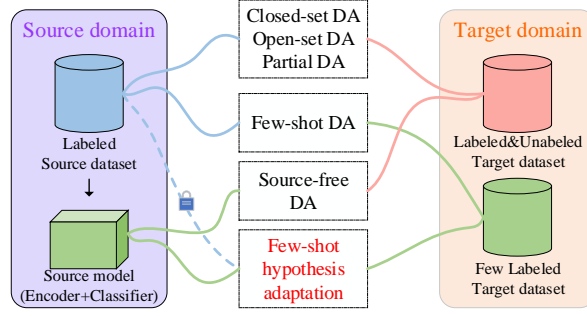 Source domain
Labeled
Source dataset
Source model
(Encoder+Classifier)
Closed-set DA
Open-set DA
Partial DA
Few-shot DA
Source-free
DA
Few-shot
hypothesis
adaptation
Target domain
Labeled&Unabeled
Target dataset
Few Labeled
Target dataset